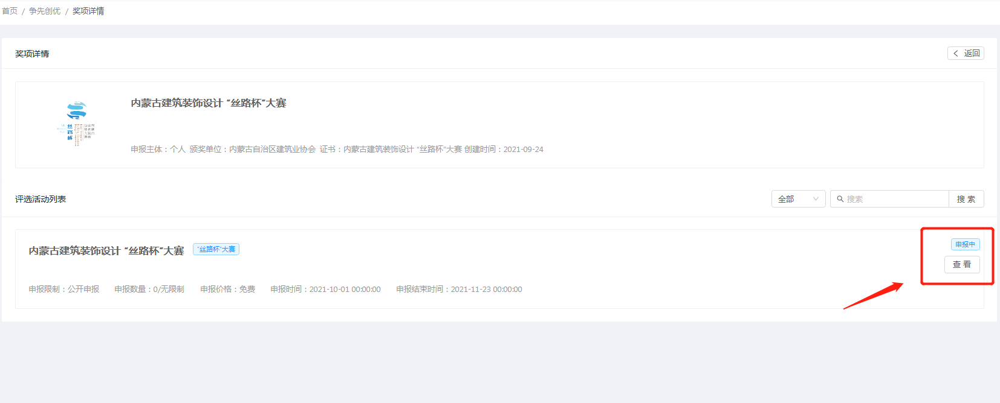 首页 / 争先创优 / 奖项详情
奖项详情
返回
内蒙古建筑装饰设计 “丝路杯”大赛
丝路杯
申报主体：个人 颁奖单位：内蒙古自治区建筑业协会 证书：内蒙古建筑装饰设计 “丝路杯”大赛 创建时间：2021-09-24
评选活动列表
全部
搜索
搜 索
内蒙古建筑装饰设计 “丝路杯”大赛
“丝路杯”大赛
申报中
查 看
申报限制：公开申报 申报数量：0/无限制 申报价格：免费 申报时间：2021-10-01 00:00:00 申报结束时间：2021-11-23 00:00:00